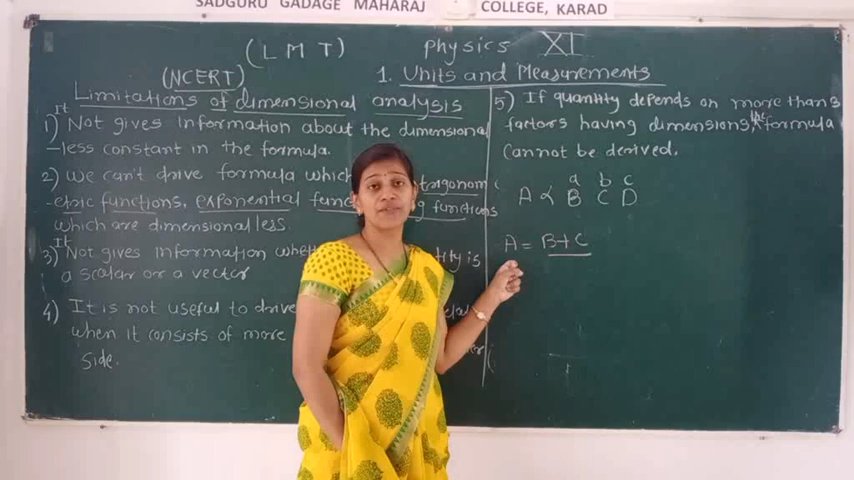 SADGURU GADAGE MAHARAJ COLLEGE, KARAD
(LMT) Physics XI
(NCERT) 1. Units and Measurements
Limitations of dimensional analysis
1) It Not gives information about the dimensional
-less constant in the formula.
2) We can't drive formula which trigonom
-etric functions, exponential func functions
which are dimensionalless.
3) It Not gives information whe tity is
a scalar or a vector
4) It is not useful to drive
when it consists of more
side.
5) If quantity depends on more than 3
factors having dimensions, the formula
cannot be derived.
A ∝ B^a C^b D^c
A = B+C